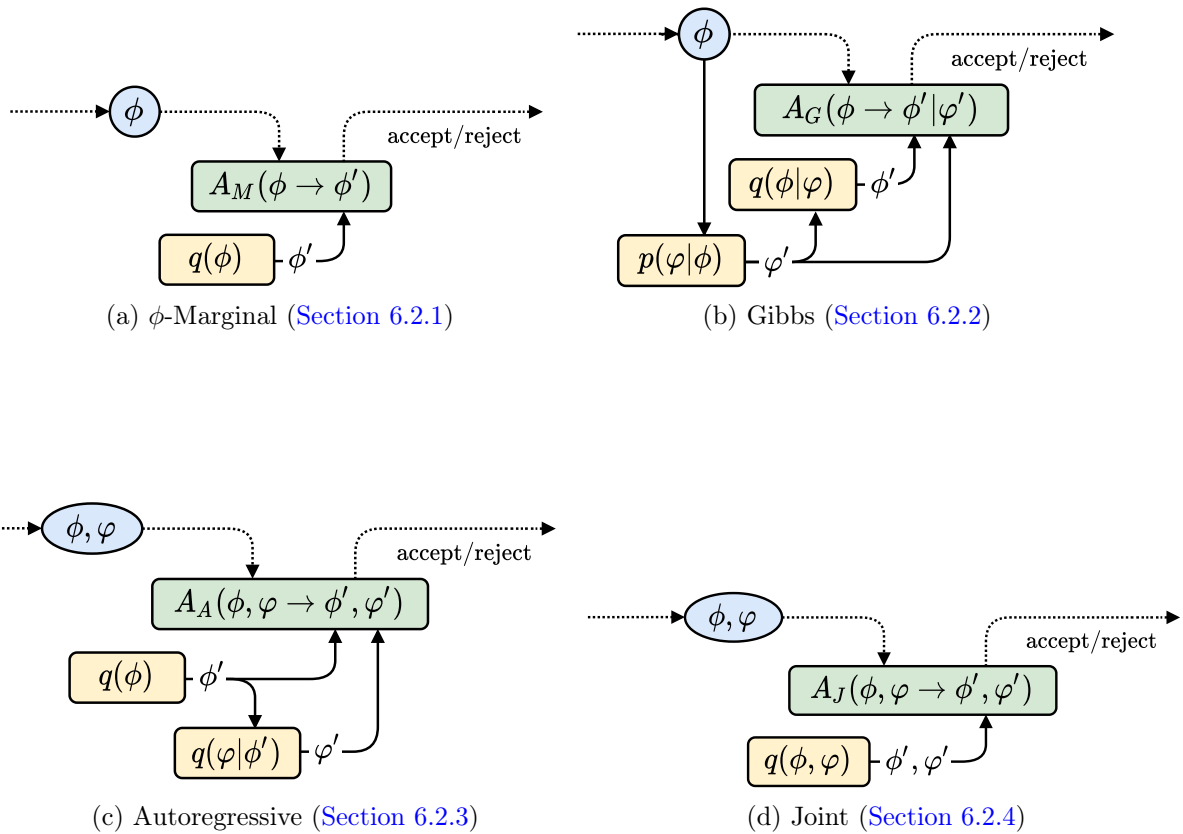 ϕ
accept/reject
A_M(ϕ → ϕ′)
q(ϕ) ϕ′
(a) ϕ-Marginal (Section 6.2.1)
ϕ
accept/reject
A_G(ϕ → ϕ′|φ′)
q(ϕ|φ) ϕ′
p(φ|ϕ) φ′
(b) Gibbs (Section 6.2.2)
ϕ, φ
accept/reject
A_A(ϕ, φ → ϕ′, φ′)
q(ϕ) ϕ′
q(φ|ϕ′) φ′
(c) Autoregressive (Section 6.2.3)
ϕ, φ
accept/reject
A_J(ϕ, φ → ϕ′, φ′)
q(ϕ, φ) ϕ′, φ′
(d) Joint (Section 6.2.4)